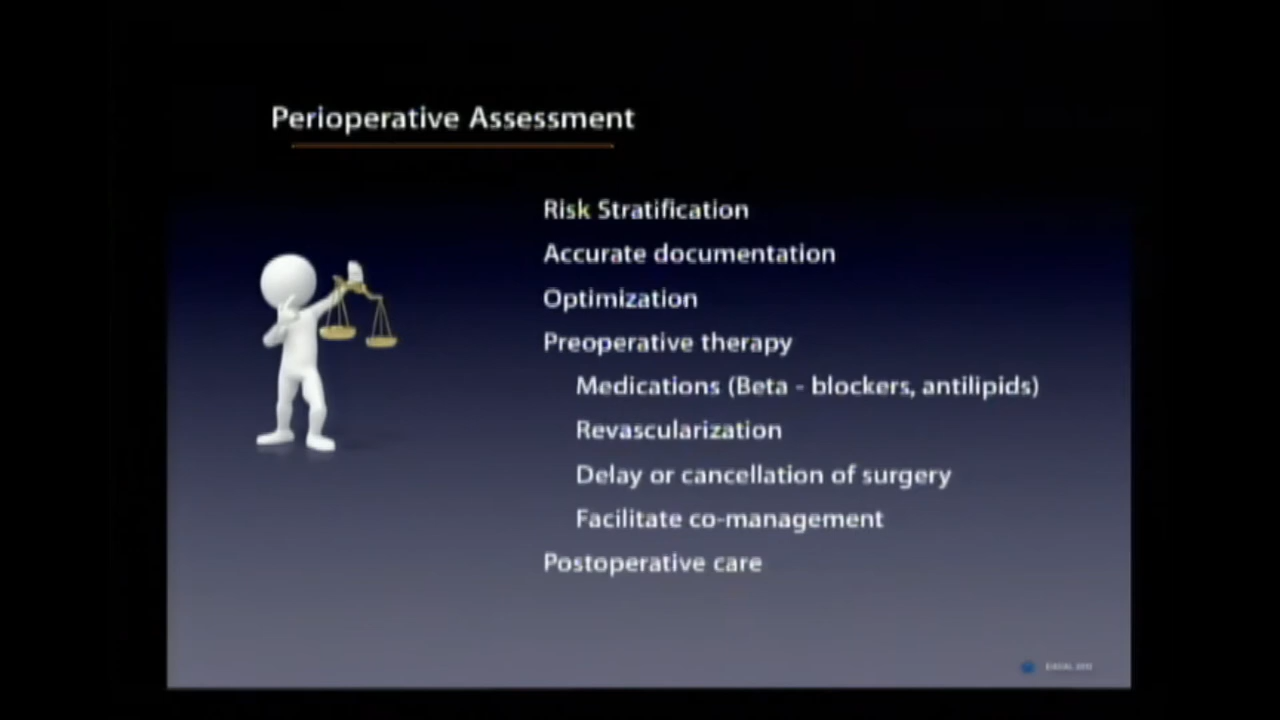 Perioperative Assessment
Risk Stratification
Accurate documentation
Optimization
Preoperative therapy
Medications (Beta - blockers, antilipids)
Revascularization
Delay or cancellation of surgery
Facilitate co-management
Postoperative care